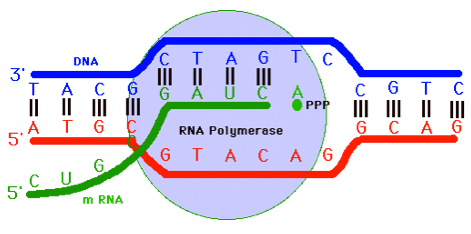 DNA
C T A G T C
3'
T A C G
C G T C
G A U C A
PPP
A T G C
G C A G
RNA Polymerase
5'
G T A C A G
C U G
5'
m RNA